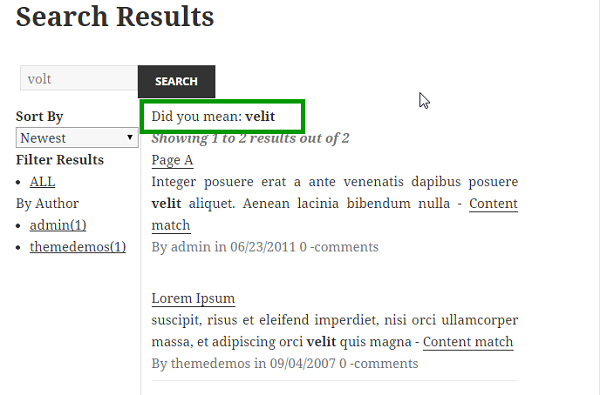 Search Results
volt
SEARCH
Sort By
Newest
Filter Results
• ALL
By Author
• admin(1)
• themedemos(1)
Did you mean: velit
Showing 1 to 2 results out of 2
Page A
Integer posuere erat a ante venenatis dapibus posuere
velit aliquet. Aenean lacinia bibendum nulla - Content
match
By admin in 06/23/2011 0 -comments
Lorem Ipsum
suscipit, risus et eleifend imperdiet, nisi orci ullamcorper
massa, et adipiscing orci velit quis magna - Content match
By themedemos in 09/04/2007 0 -comments